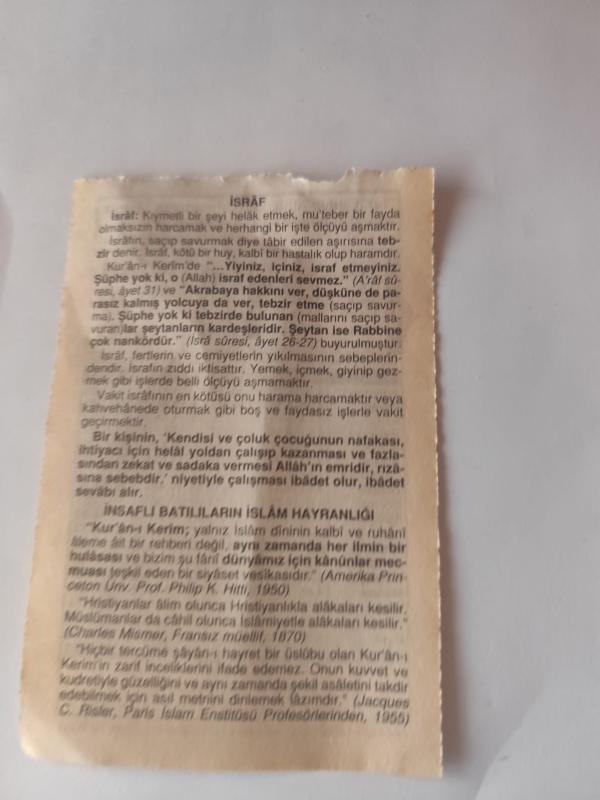 İSRÂF
İsrâf: Kıymetli bir şeyi helâk etmek, mu'teber bir fayda
olmaksızın harcamak ve herhangi bir işte ölçüyü aşmaktır.
İsrâfın, saçıp savurmak diye tâbir edilen aşırısına teb-
zîr denir. İsrâf, kötü bir huy, kalbî bir hastalık olup haramdır.
Kur'ân-ı Kerîm'de "...Yiyiniz, içiniz, israf etmeyiniz.
Şüphe yok ki, o (Allah) israf edenleri sevmez." (A'râf sû-
resi, âyet 31) ve "Akrabaya hakkını ver, düşküne de pa-
rasız kalmış yolcuya da ver, tebzir etme (saçıp savur-
ma). Şüphe yok ki tebzirde bulunan (mallarını saçıp sa-
vuran)lar şeytanların kardeşleridir. Şeytan ise Rabbine
çok nankördür." (İsrâ sûresi, âyet 26-27) buyurulmuştur.
İsrâf, fertlerin ve cemiyetlerin yıkılmasının sebeplerin-
dendir. İsrafın zıddı iktisattır. Yemek, içmek, giyinip gez-
mek gibi işlerde belli ölçüyü aşmamaktır.
Vakit isrâfının en kötüsü onu harama harcamaktır veya
kahvehânede oturmak gibi boş ve faydasız işlerle vakit
geçirmektir.
Bir kişinin, 'Kendisi ve çoluk çocuğunun nafakası,
ihtiyacı için helâl yoldan çalışıp kazanması ve fazla-
sından zekat ve sadaka vermesi Allâh'ın emridir, rızâ-
sına sebebdir.' niyetiyle çalışması ibâdet olur, ibâdet
sevâbı alır.
İNSAFLI BATILILARIN İSLÂM HAYRANLIĞI
"Kur'ân-ı Kerim; yalnız İslâm dîninin kalbî ve ruhânî
âleme âit bir rehberi değil, aynı zamanda her ilmin bir
hulâsası ve bizim şu fânî dünyâmız için kânûnlar mec-
muası teşkil eden bir siyâset vesîkasıdır." (Amerika Prin-
ceton Ünv. Prof. Philip K. Hitti, 1950)
"Hristiyanlar âlim olunca Hristiyanlıkla alâkaları kesilir.
Müslümanlar da câhil olunca İslâmiyetle alâkaları kesilir."
(Charles Mismer, Fransız müellif, 1870)
"Hiçbir tercüme şâyân-ı hayret bir üslûbu olan Kur'ân-ı
Kerim'in zarif inceliklerini ifade edemez. Onun kuvvet ve
kudretiyle güzelliğini ve aynı zamanda şekil asâletini takdir
edebilmek için asıl metnini dinlemek lâzımdır." (Jacques
C. Risler, Paris İslam Enstitüsü Profesörlerinden, 1955)